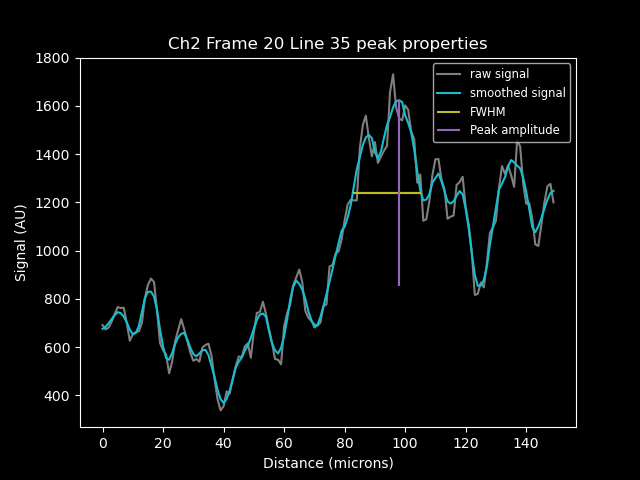 Ch2 Frame 20 Line 35 peak properties
raw signal
smoothed signal
FWHM
Peak amplitude
Signal (AU)
1800
1600
1400
1200
1000
800
600
400
0 20 40 60 80 100 120 140
Distance (microns)